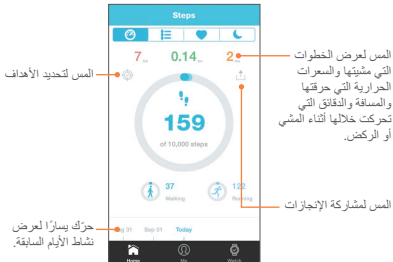 Steps
7 0.14 2
159
of 10,000 steps
37
Walking
122
Running
31 Sep 01 Today
Home Me Watch
المس لتحديد الأهداف
المس لعرض الخطوات
التي مشيتها والسعرات
الحرارية التي حرقتها
والمسافة والدقائق التي
تحركت خلالها أثناء المشي
أو الركض.
المس لمشاركة الإنجازات
حرّك يسارًا لعرض
نشاط الأيام السابقة.